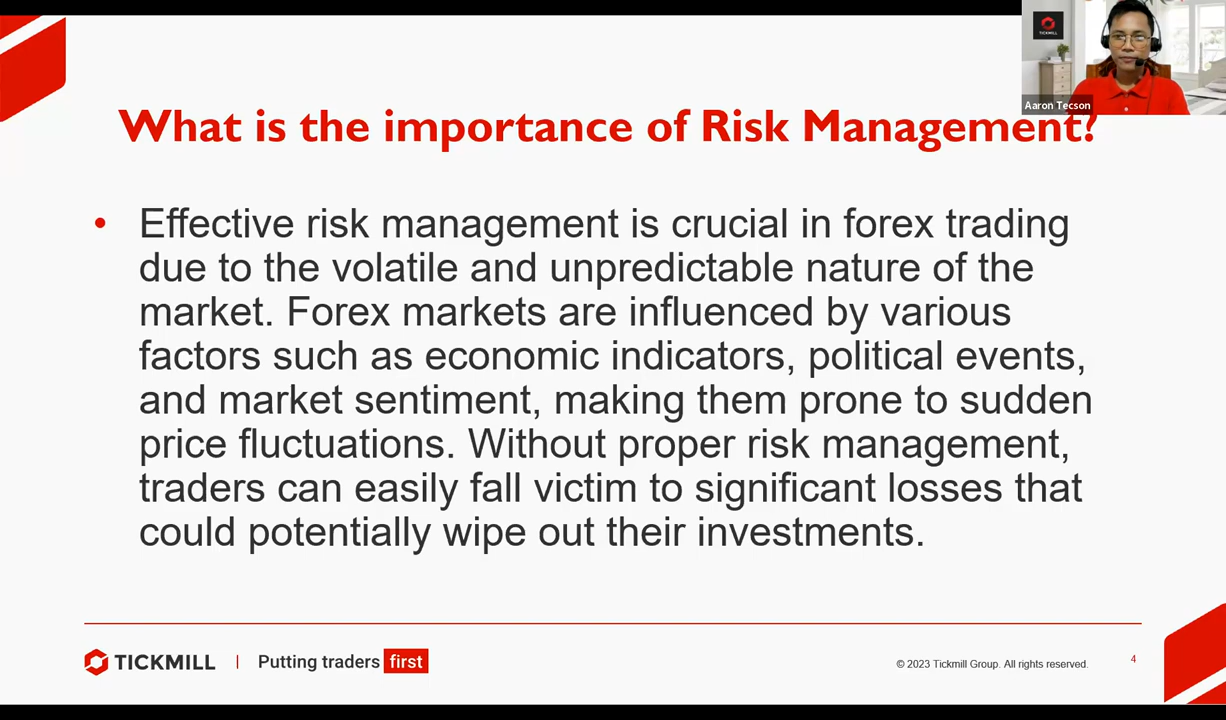 TICKMILL
Aaron Tecson
What is the importance of Risk Management?
• Effective risk management is crucial in forex trading
due to the volatile and unpredictable nature of the
market. Forex markets are influenced by various
factors such as economic indicators, political events,
and market sentiment, making them prone to sudden
price fluctuations. Without proper risk management,
traders can easily fall victim to significant losses that
could potentially wipe out their investments.
TICKMILL | Putting traders first
© 2023 Tickmill Group. All rights reserved.
4